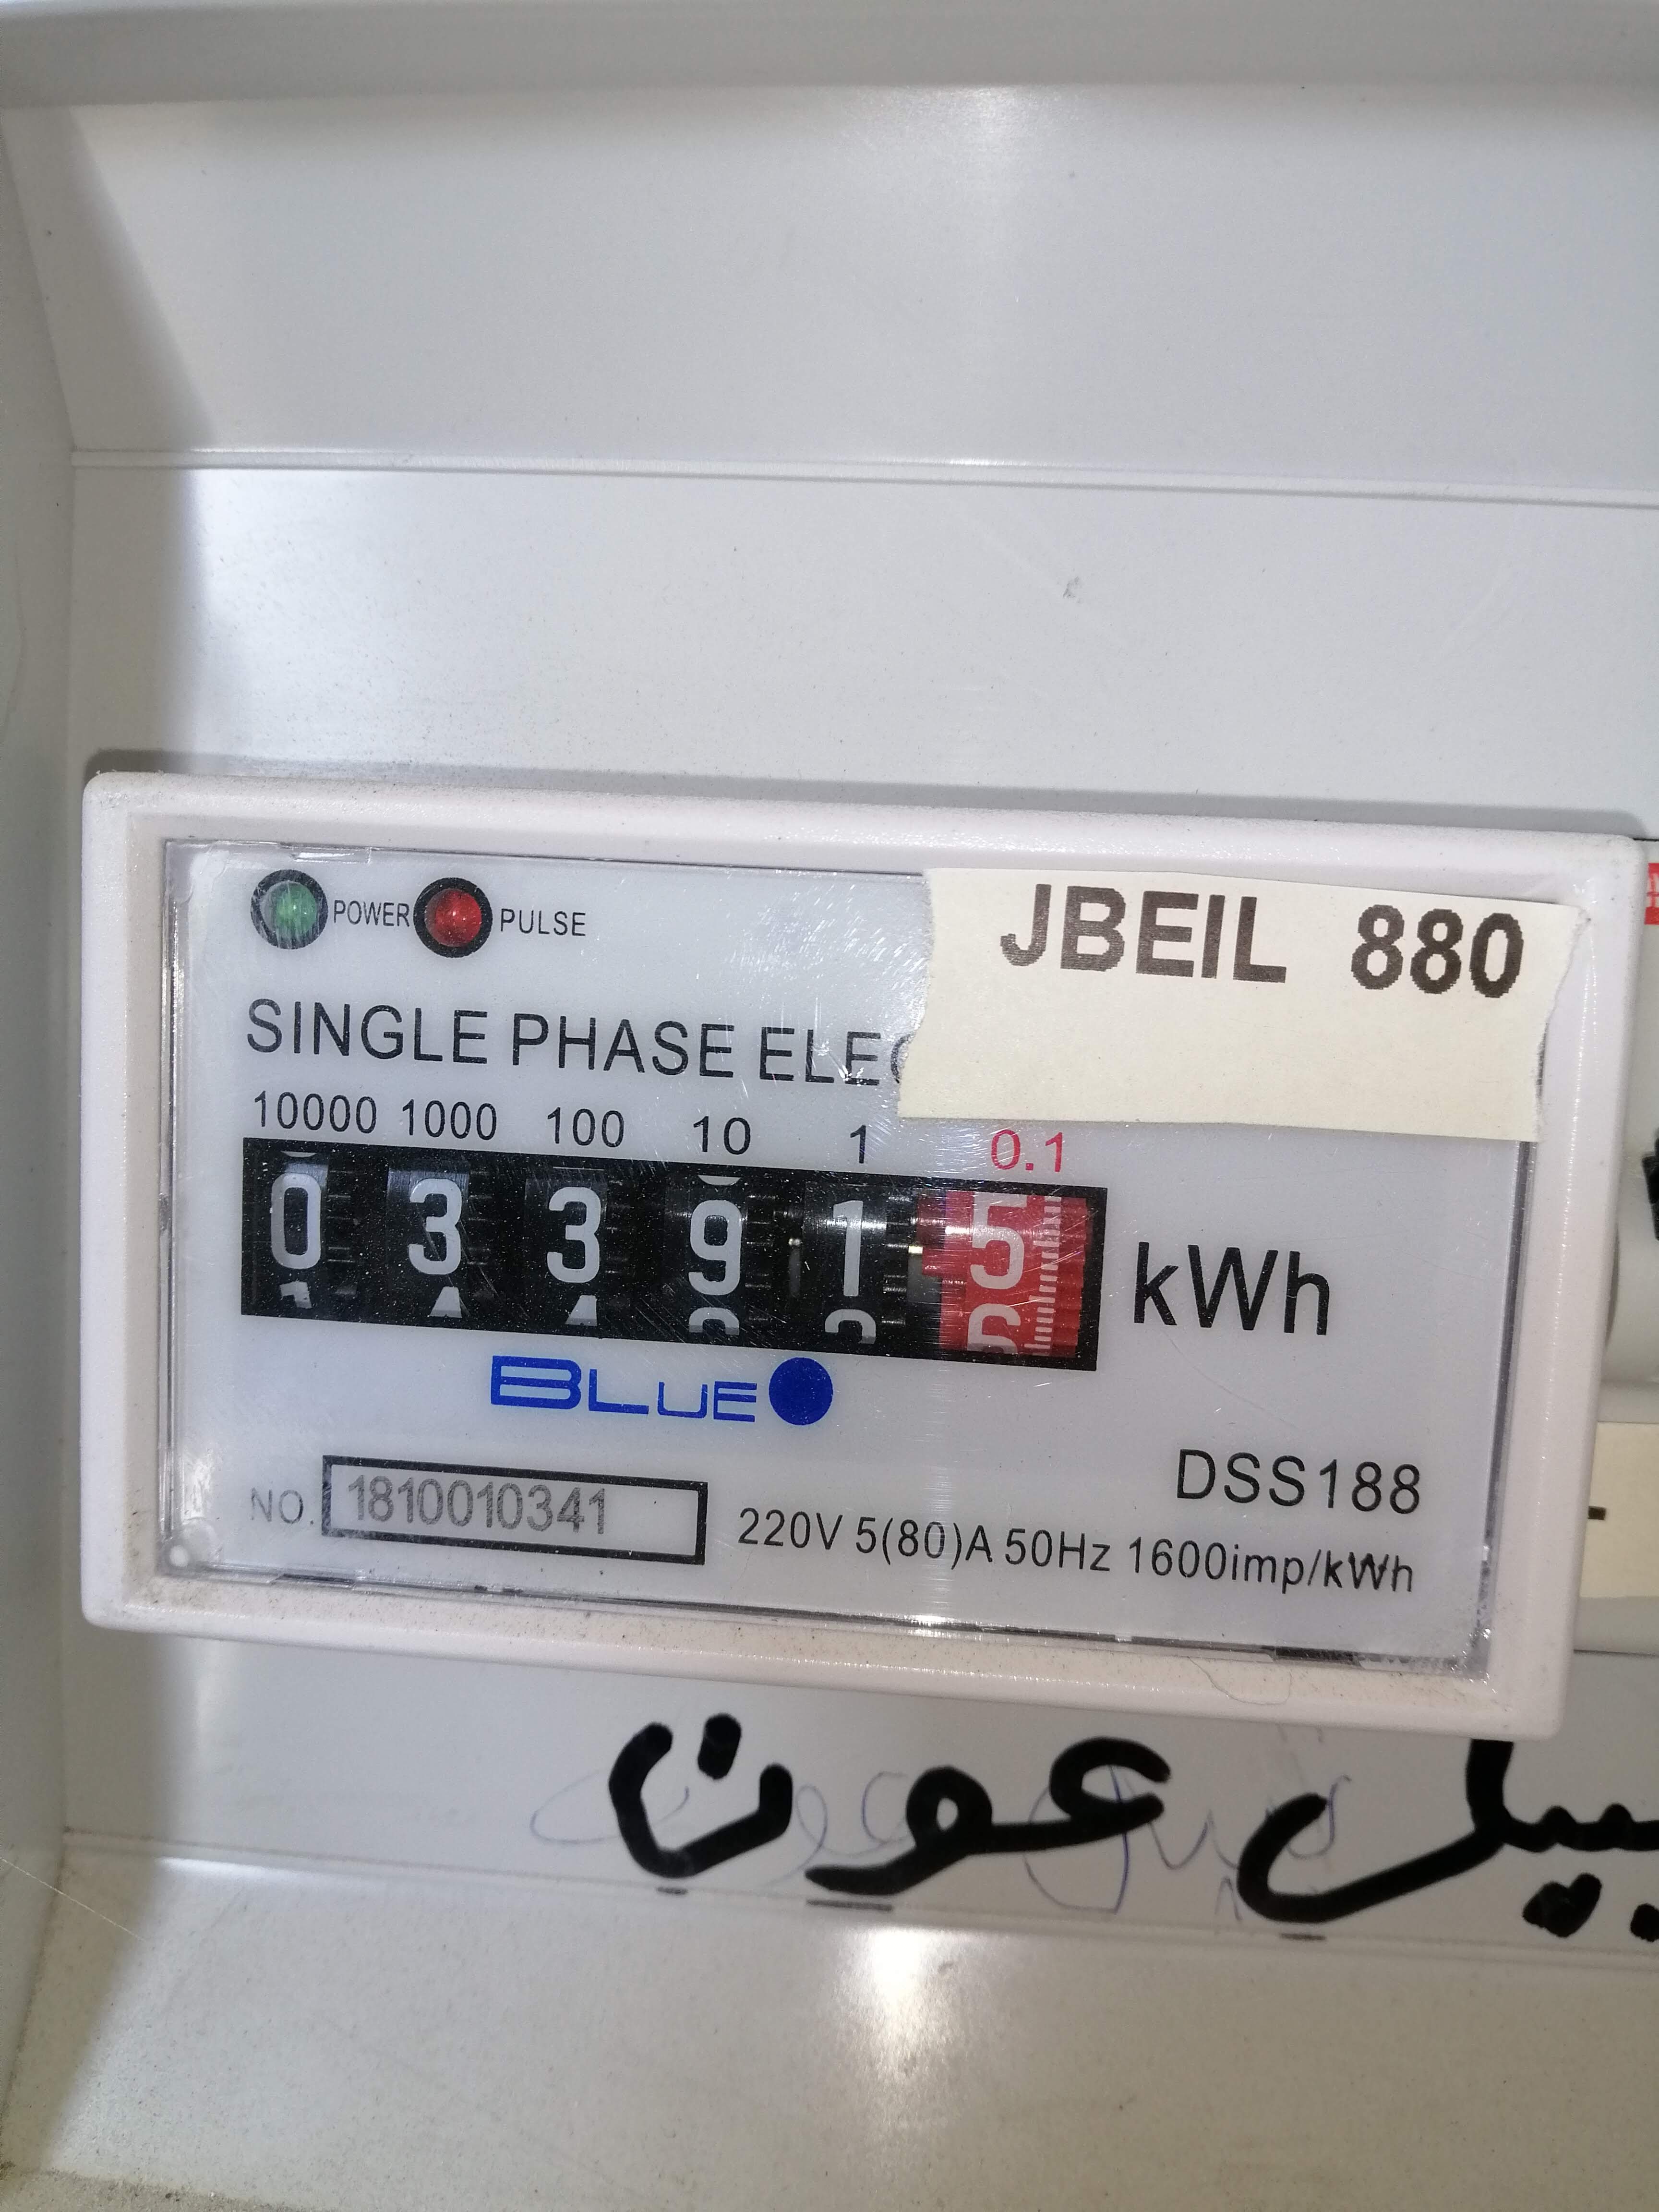 POWER PULSE
JBEIL 880
SINGLE PHASE ELEC
10000 1000 100 10 1 0.1
0 3 3 9 1 5 kWh
BLUE
DSS188
NO. 1810010341
220V 5(80)A 50Hz 1600imp/kWh
عون